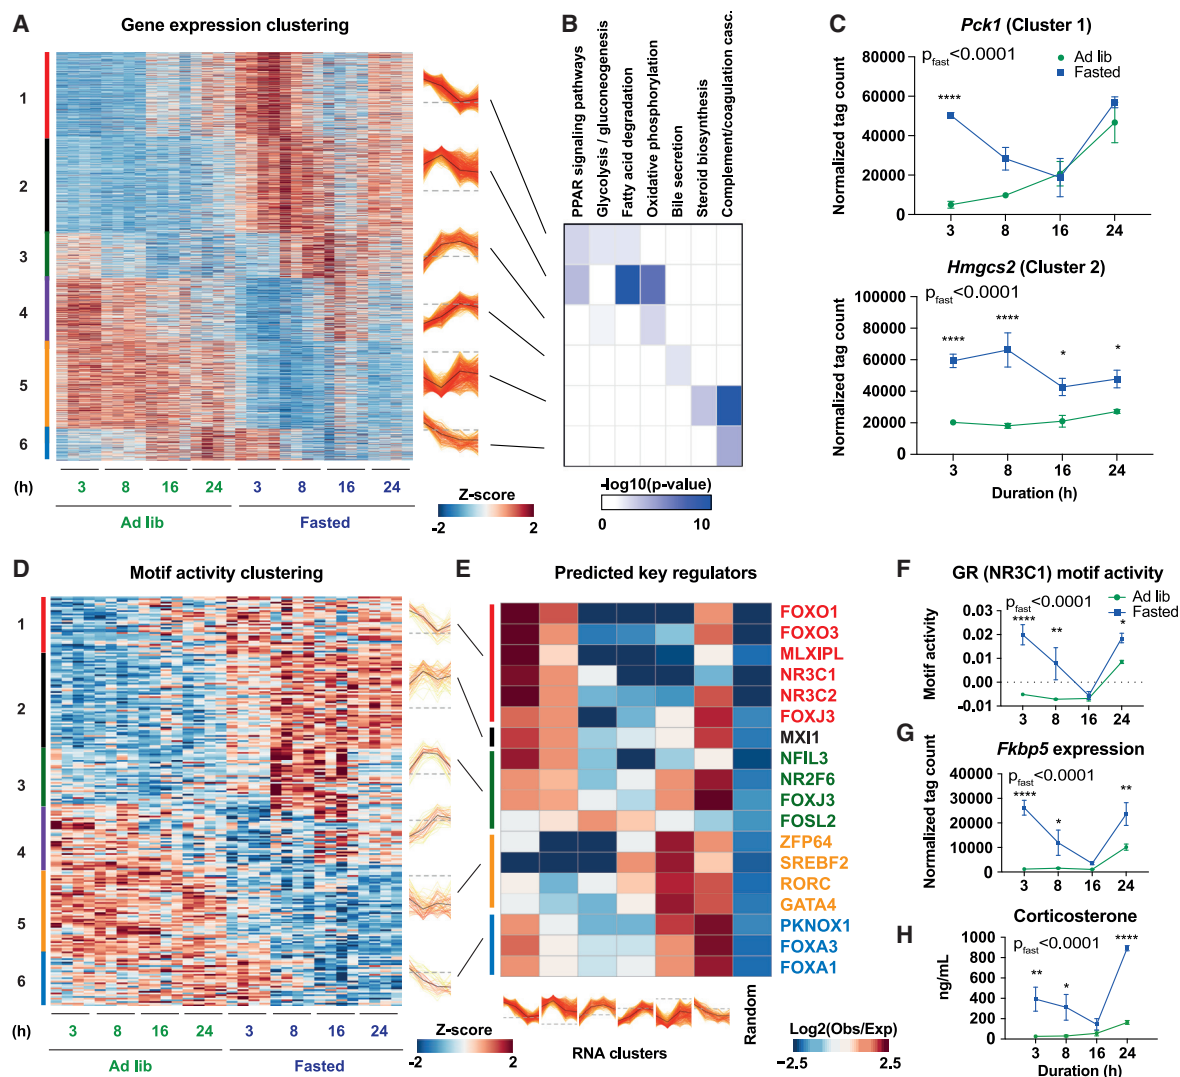 A
Gene expression clustering
1
2
3
4
5
6
(h)
3 8 16 24 3 8 16 24
Ad lib Fasted
Z-score
-2 2
B
PPAR signaling pathways
Glycolysis / gluconeogenesis
Fatty acid degradation
Oxidative phosphorylation
Bile secretion
Steroid biosynthesis
Complement/coagulation casc.
-log10(p-value)
0 10
C
Pck1 (Cluster 1)
pfast<0.0001
Ad lib
Fasted
Normalized tag count
80000
60000
40000
20000
0
****
3 8 16 24
Hmgcs2 (Cluster 2)
pfast<0.0001
Normalized tag count
100000
80000
60000
40000
20000
0
**** **** * *
3 8 16 24
Duration (h)
D
Motif activity clustering
1
2
3
4
5
6
(h)
3 8 16 24 3 8 16 24
Ad lib Fasted
Z-score
-2 2
E
Predicted key regulators
FOXO1
FOXO3
MLXIPL
NR3C1
NR3C2
FOXJ3
MXI1
NFIL3
NR2F6
FOXJ3
FOSL2
ZFP64
SREBF2
RORC
GATA4
PKNOX1
FOXA3
FOXA1
Random
RNA clusters
Log2(Obs/Exp)
-2.5 2.5
F
GR (NR3C1) motif activity
pfast<0.0001
Ad lib
Fasted
Motif activity
0.03
0.02
0.01
0.00
-0.01
**** ** *
3 8 16 24
G
Fkbp5 expression
pfast<0.0001
Normalized tag count
40000
30000
20000
10000
0
**** * **
3 8 16 24
H
Corticosterone
pfast<0.0001
ng/mL
1000
800
600
400
200
0
** * ****
3 8 16 24
Duration (h)